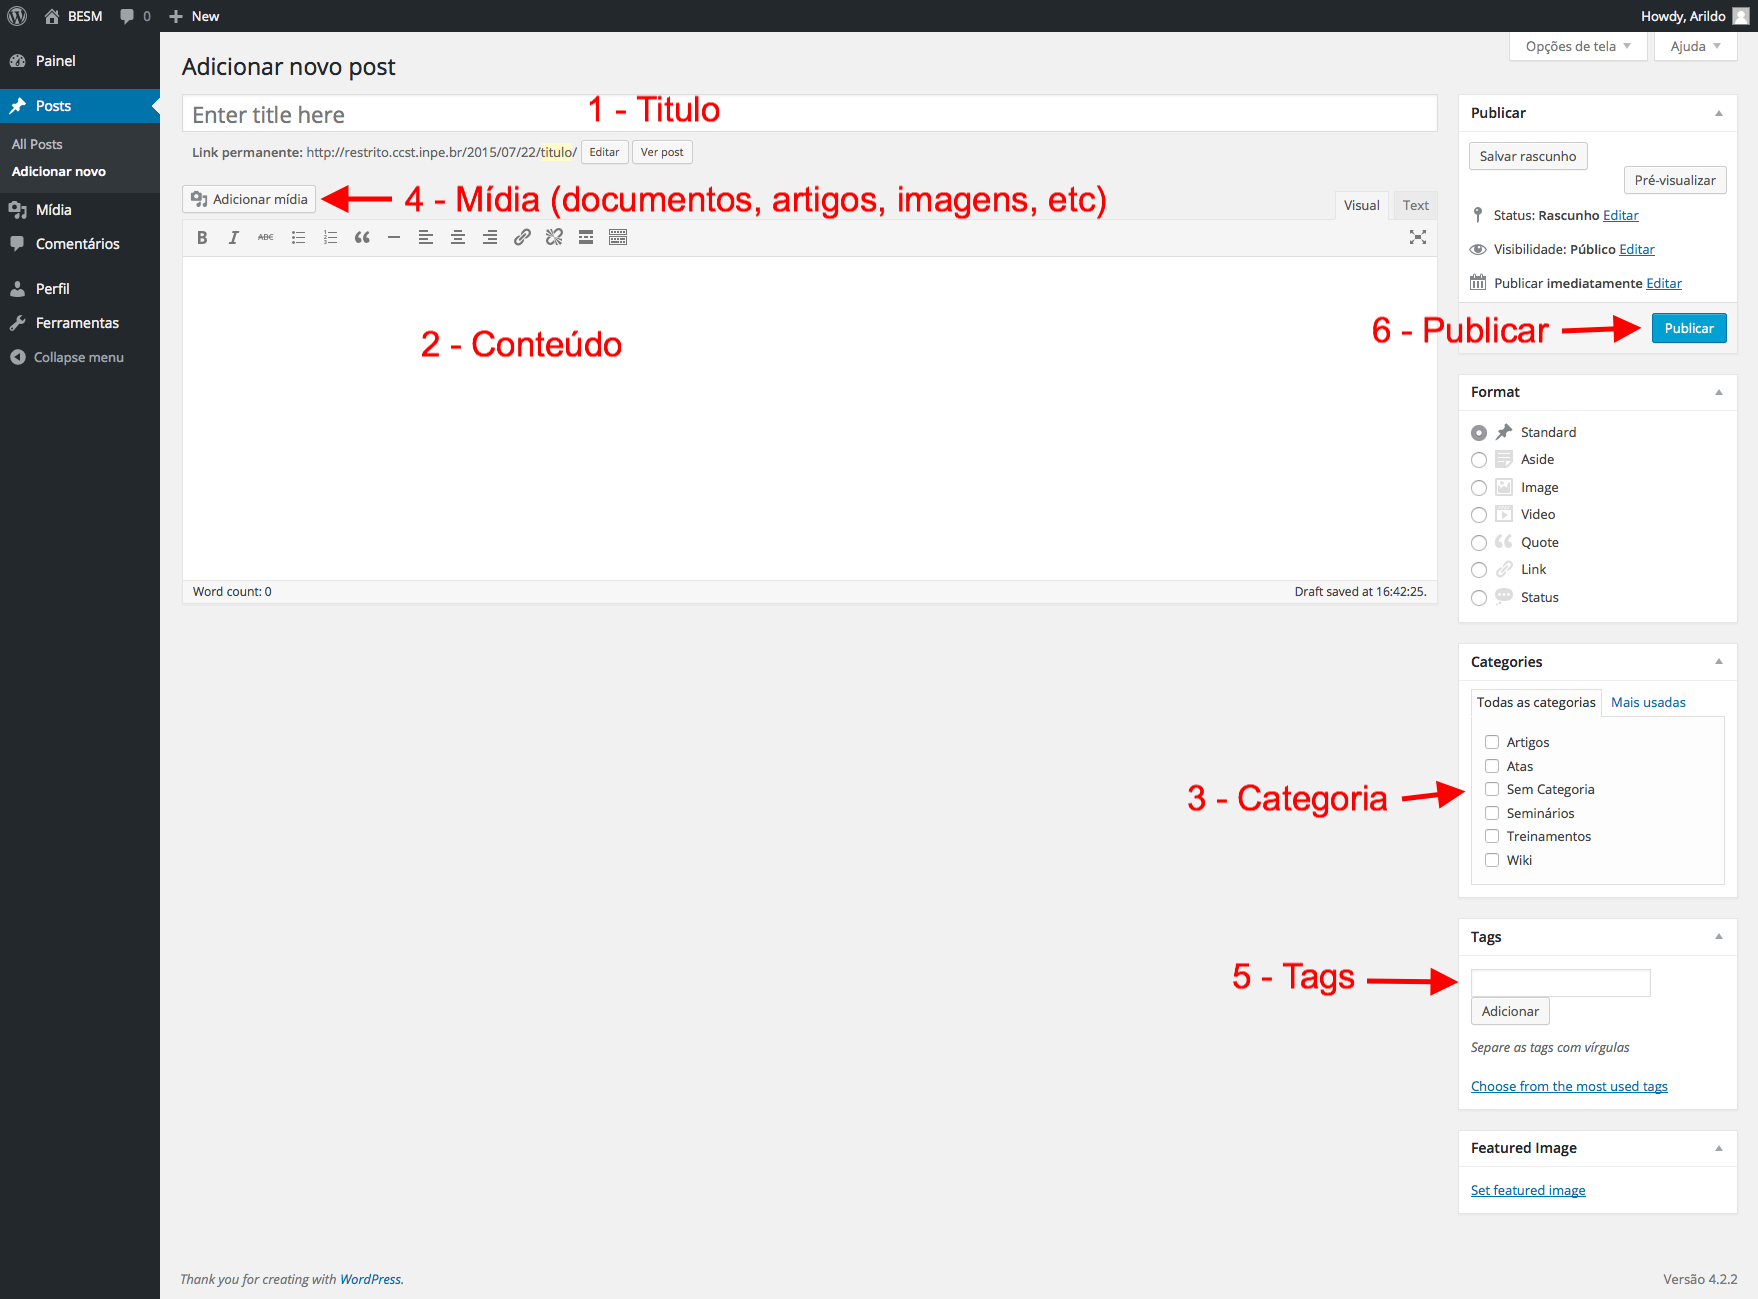 BESM 0 New Howdy, Arildo
Opções de tela Ajuda
Painel
Posts
All Posts
Adicionar novo
Mídia
Comentários
Perfil
Ferramentas
Collapse menu
Adicionar novo post
Enter title here
1 - Titulo
Link permanente: http://restrito.ccst.inpe.br/2015/07/22/titulo/ Editar Ver post
Adicionar mídia
4 - Mídia (documentos, artigos, imagens, etc)
Visual Text
B I ABC
2 - Conteúdo
Word count: 0 Draft saved at 16:42:25.
Publicar
Salvar rascunho
Pré-visualizar
Status: Rascunho Editar
Visibilidade: Público Editar
Publicar imediatamente Editar
6 - Publicar
Publicar
Format
Standard
Aside
Image
Video
Quote
Link
Status
Categories
Todas as categorias Mais usadas
Artigos
Atas
Sem Categoria
Seminários
Treinamentos
Wiki
3 - Categoria
Tags
5 - Tags
Adicionar
Separe as tags com vírgulas
Choose from the most used tags
Featured Image
Set featured image
Thank you for creating with WordPress. Versão 4.2.2